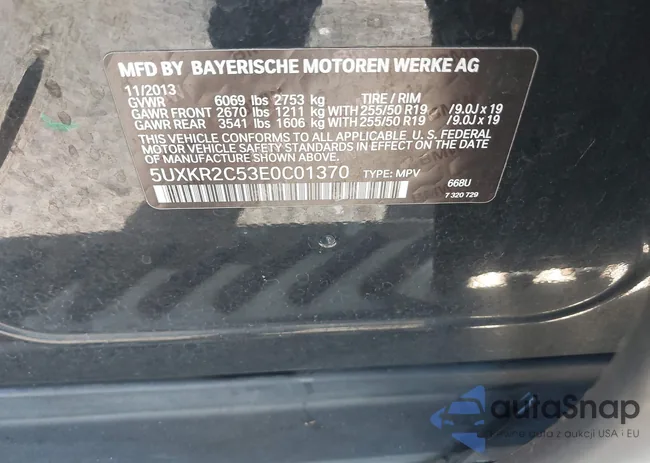 MFD BY BAYERISCHE MOTOREN WERKE AG
11/2013
GVWR 6069 lbs 2753 kg TIRE / RIM
GAWR FRONT 2670 lbs 1211 kg WITH 255/50 R19 /9.0J x 19
GAWR REAR 3541 lbs 1606 kg WITH 255/50 R19 /9.0J x 19
THIS VEHICLE CONFORMS TO ALL APPLICABLE U. S. FEDERAL
MOTOR VEHICLE SAFETY STANDARDS IN EFFECT ON THE DATE
OF MANUFACTURE SHOWN ABOVE.
5UXKR2C53E0C01370 TYPE: MPV
668U
7 320 729
autoSnap
z aukcji USA i EU